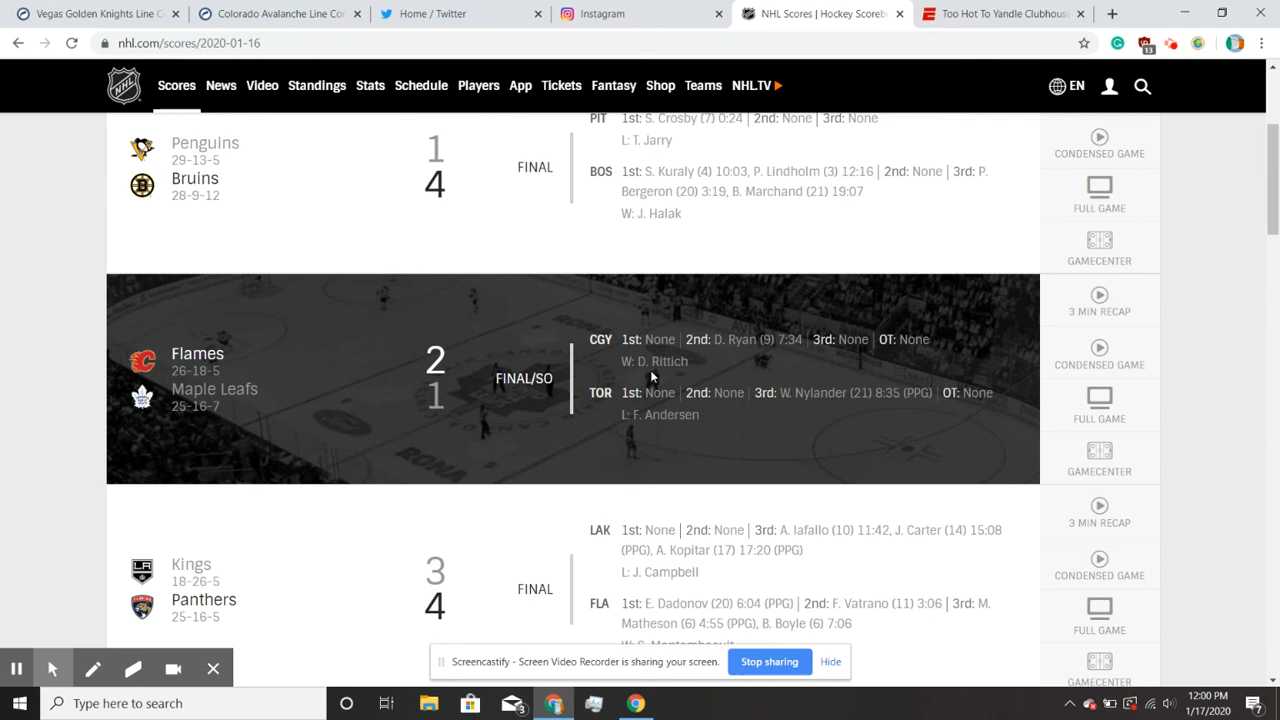 Vegas Golden Knights Line C
Colorado Avalanche Line Con
Home / Twitter
Instagram
NHL Scores | Hockey Scoreb
Too Hot To Yandle Clubhouse
nhl.com/scores/2020-01-16
13
NHL
Scores News Video Standings Stats Schedule Players App Tickets Fantasy Shop Teams NHL.TV
EN
PIT 1st: S. Crosby (7) 0:24 | 2nd: None | 3rd: None
L: T. Jarry
Penguins 1
29-13-5
Bruins 4
28-9-12
FINAL
BOS 1st: S. Kuraly (4) 10:03, P. Lindholm (3) 12:16 | 2nd: None | 3rd: P.
Bergeron (20) 3:19, B. Marchand (21) 19:07
W: J. Halak
CONDENSED GAME
FULL GAME
GAMECENTER
Flames 2
26-18-5
Maple Leafs 1
25-16-7
FINAL/SO
CGY 1st: None | 2nd: D. Ryan (9) 7:34 | 3rd: None | OT: None
W: D. Rittich
TOR 1st: None | 2nd: None | 3rd: W. Nylander (21) 8:35 (PPG) | OT: None
L: F. Andersen
3 MIN RECAP
CONDENSED GAME
FULL GAME
GAMECENTER
Kings 3
18-26-5
Panthers 4
25-16-5
FINAL
LAK 1st: None | 2nd: None | 3rd: A. Iafallo (10) 11:42, J. Carter (14) 15:08
(PPG), A. Kopitar (17) 17:20 (PPG)
L: J. Campbell
FLA 1st: E. Dadonov (20) 6:04 (PPG) | 2nd: F. Vatrano (11) 3:06 | 3rd: M.
Matheson (6) 4:55 (PPG), B. Boyle (6) 7:06
3 MIN RECAP
CONDENSED GAME
FULL GAME
GAMECENTER
Screencastify - Screen Video Recorder is sharing your screen.
Stop sharing
Hide
Type here to search
3
12:00 PM
1/17/2020
7